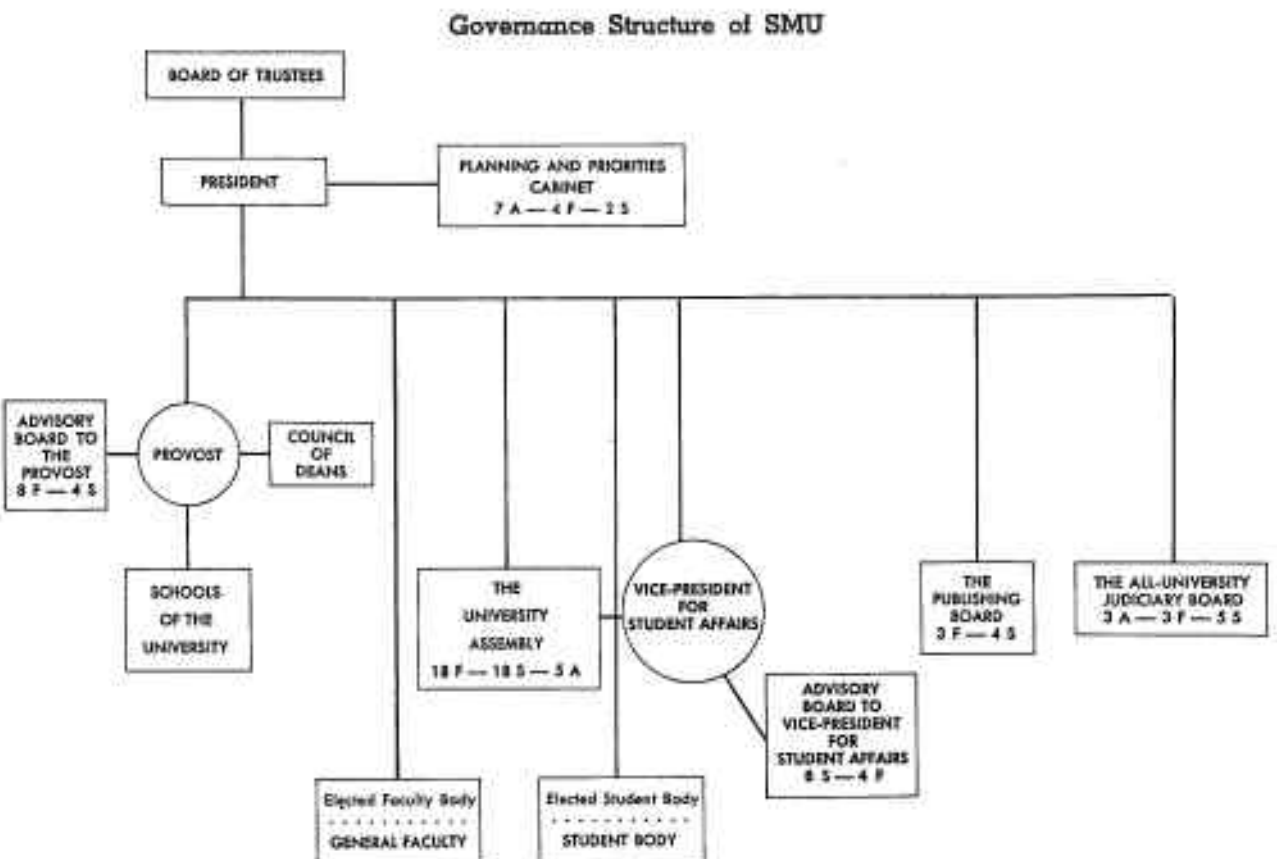 Governance Structure of SMU
BOARD OF TRUSTEES
PRESIDENT
PLANNING AND PRIORITIES
CABINET
7 A — 4 F — 2 S
ADVISORY
BOARD TO
THE
PROVOST
8 F — 4 S
PROVOST
COUNCIL
OF
DEANS
SCHOOLS
OF THE
UNIVERSITY
THE
UNIVERSITY
ASSEMBLY
18 F — 18 S — 5 A
VICE-PRESIDENT
FOR
STUDENT AFFAIRS
THE
PUBLISHING
BOARD
3 F — 4 S
THE ALL-UNIVERSITY
JUDICIARY BOARD
3 A — 3 F — 5 S
ADVISORY
BOARD TO
VICE-PRESIDENT
FOR
STUDENT AFFAIRS
8 S — 4 F
Elected Faculty Body
GENERAL FACULTY
Elected Student Body
STUDENT BODY